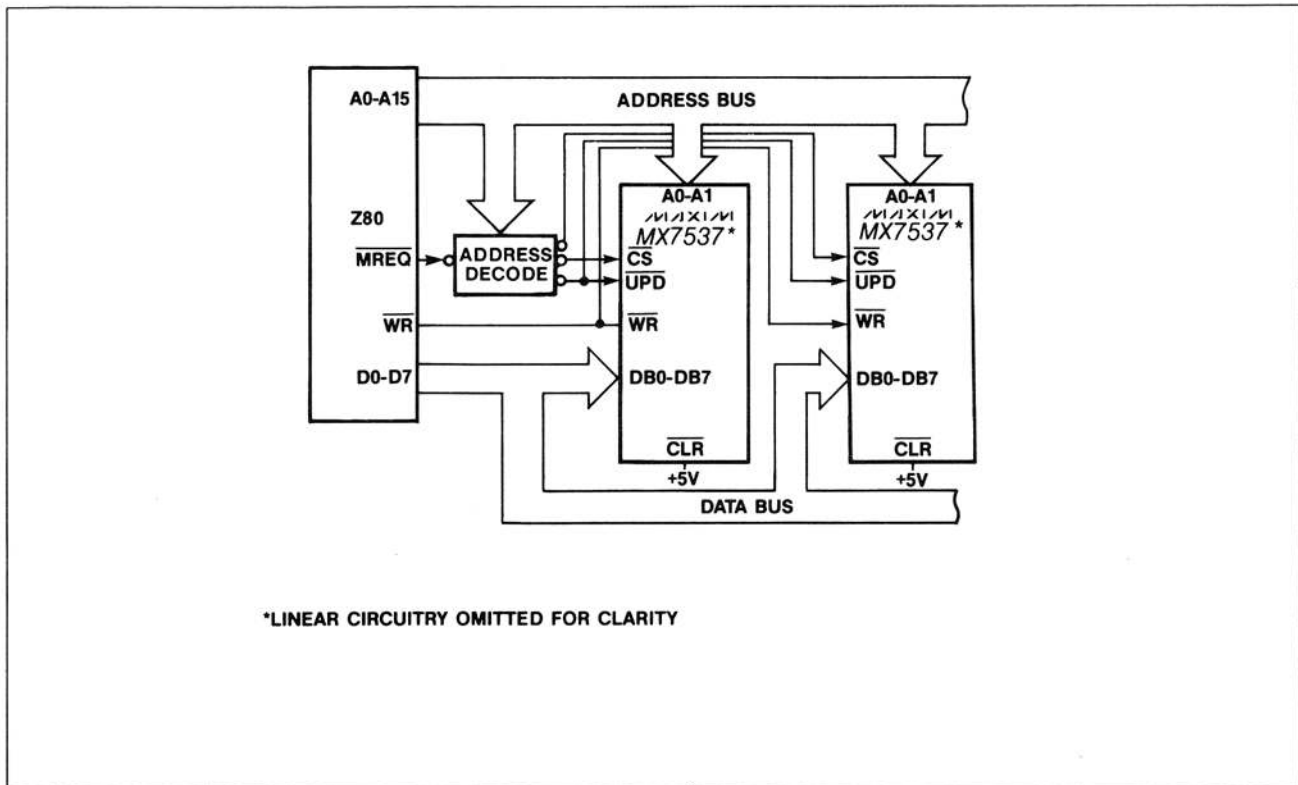 A0-A15
ADDRESS BUS
Z80
A0-A1
MAXIM
MX7537*
A0-A1
MAXIM
MX7537*
MREQ
ADDRESS
DECODE
CS
UPD
CS
UPD
WR
WR
WR
D0-D7
DB0-DB7
DB0-DB7
CLR
+5V
CLR
+5V
DATA BUS
*LINEAR CIRCUITRY OMITTED FOR CLARITY